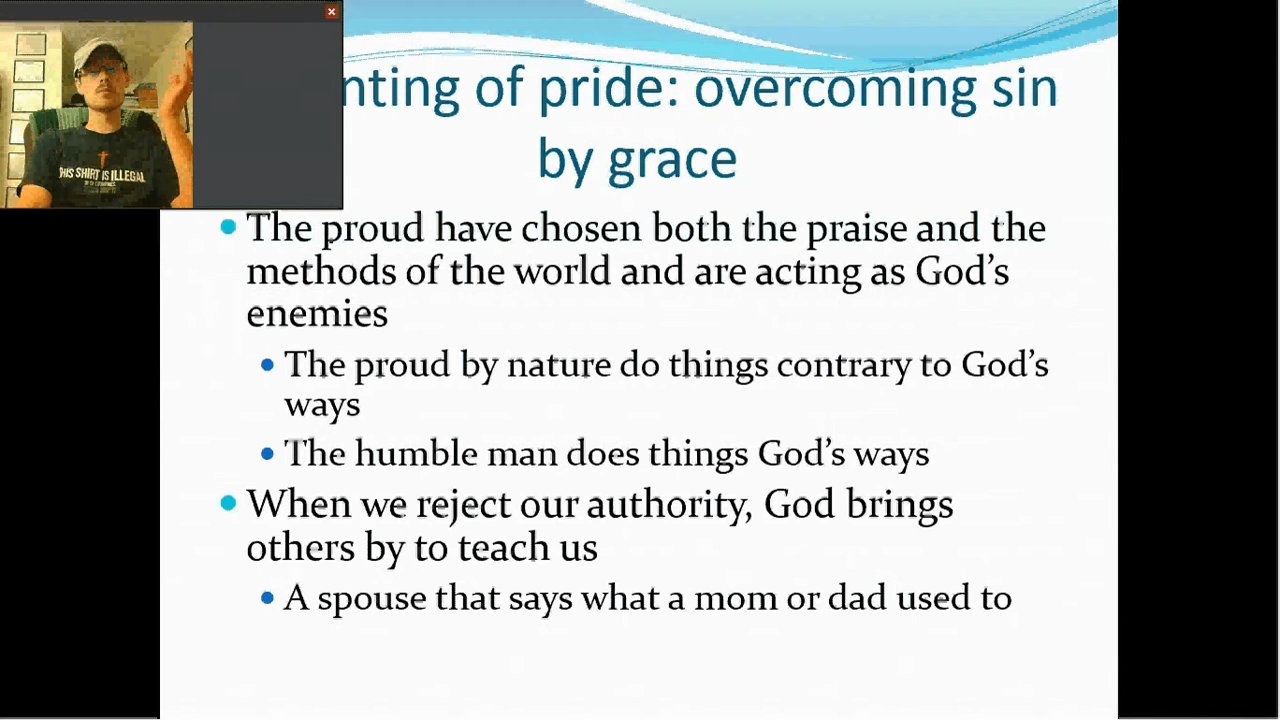 nting of pride: overcoming sin
by grace
THIS SHIRT IS ILLEGAL
The proud have chosen both the praise and the
methods of the world and are acting as God's
enemies
The proud by nature do things contrary to God's
ways
The humble man does things God's ways
When we reject our authority, God brings
others by to teach us
A spouse that says what a mom or dad used to